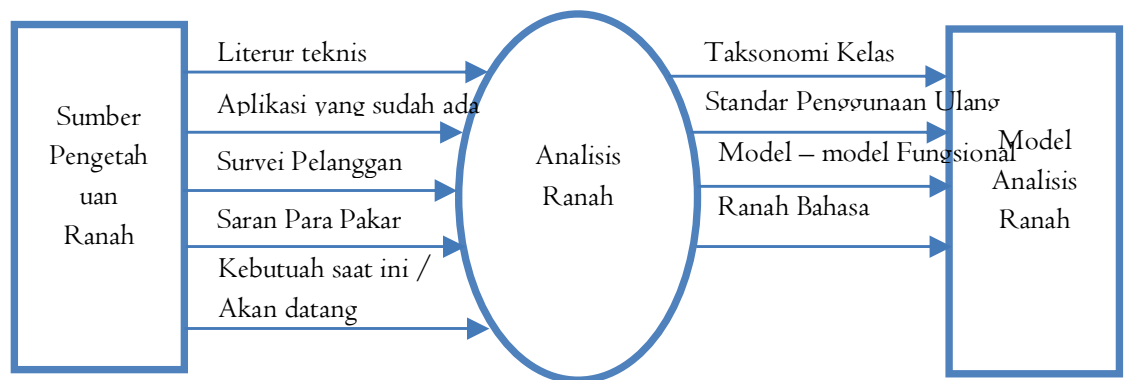 Sumber
Pengetah
uan
Ranah
Literur teknis
Aplikasi yang sudah ada
Survei Pelanggan
Saran Para Pakar
Kebutuah saat ini /
Akan datang
Analisis
Ranah
Taksonomi Kelas
Standar Penggunaan Ulang
Model – model Fungsional
Ranah Bahasa
Model
Analisis
Ranah